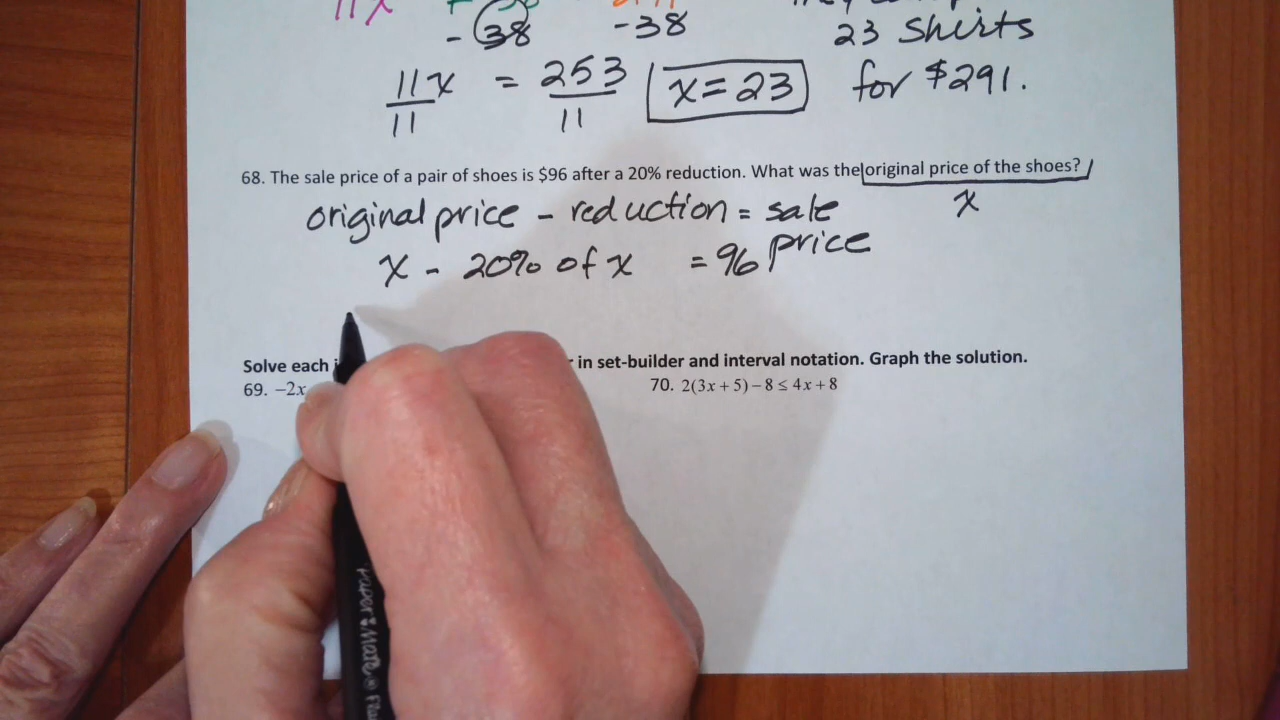 11x
- 38 -38 23 Shirts
11x = 253 x = 23 for $291.
11 11
68. The sale price of a pair of shoes is $96 after a 20% reduction. What was the original price of the shoes?
original price - reduction = sale price x
x - 20% of x = 96
Solve each in set-builder and interval notation. Graph the solution.
69. −2x 70. 2(3x+5)−8≤4x+8
Paper Mate